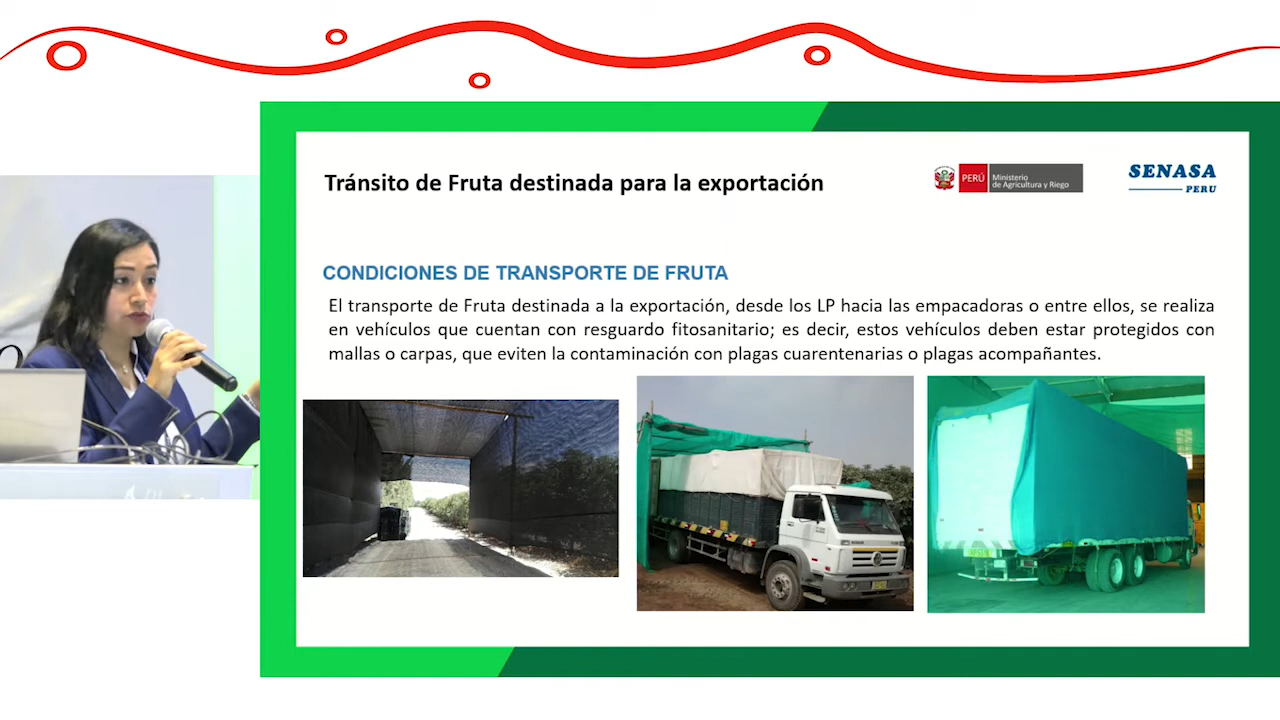 Tránsito de Fruta destinada para la exportación
PERÚ
Ministerio
de Agricultura y Riego
SENASA
PERU
CONDICIONES DE TRANSPORTE DE FRUTA
El transporte de Fruta destinada a la exportación, desde los LP hacia las empacadoras o entre ellos, se realiza
en vehículos que cuentan con resguardo fitosanitario; es decir, estos vehículos deben estar protegidos con
mallas o carpas, que eviten la contaminación con plagas cuarentenarias o plagas acompañantes.